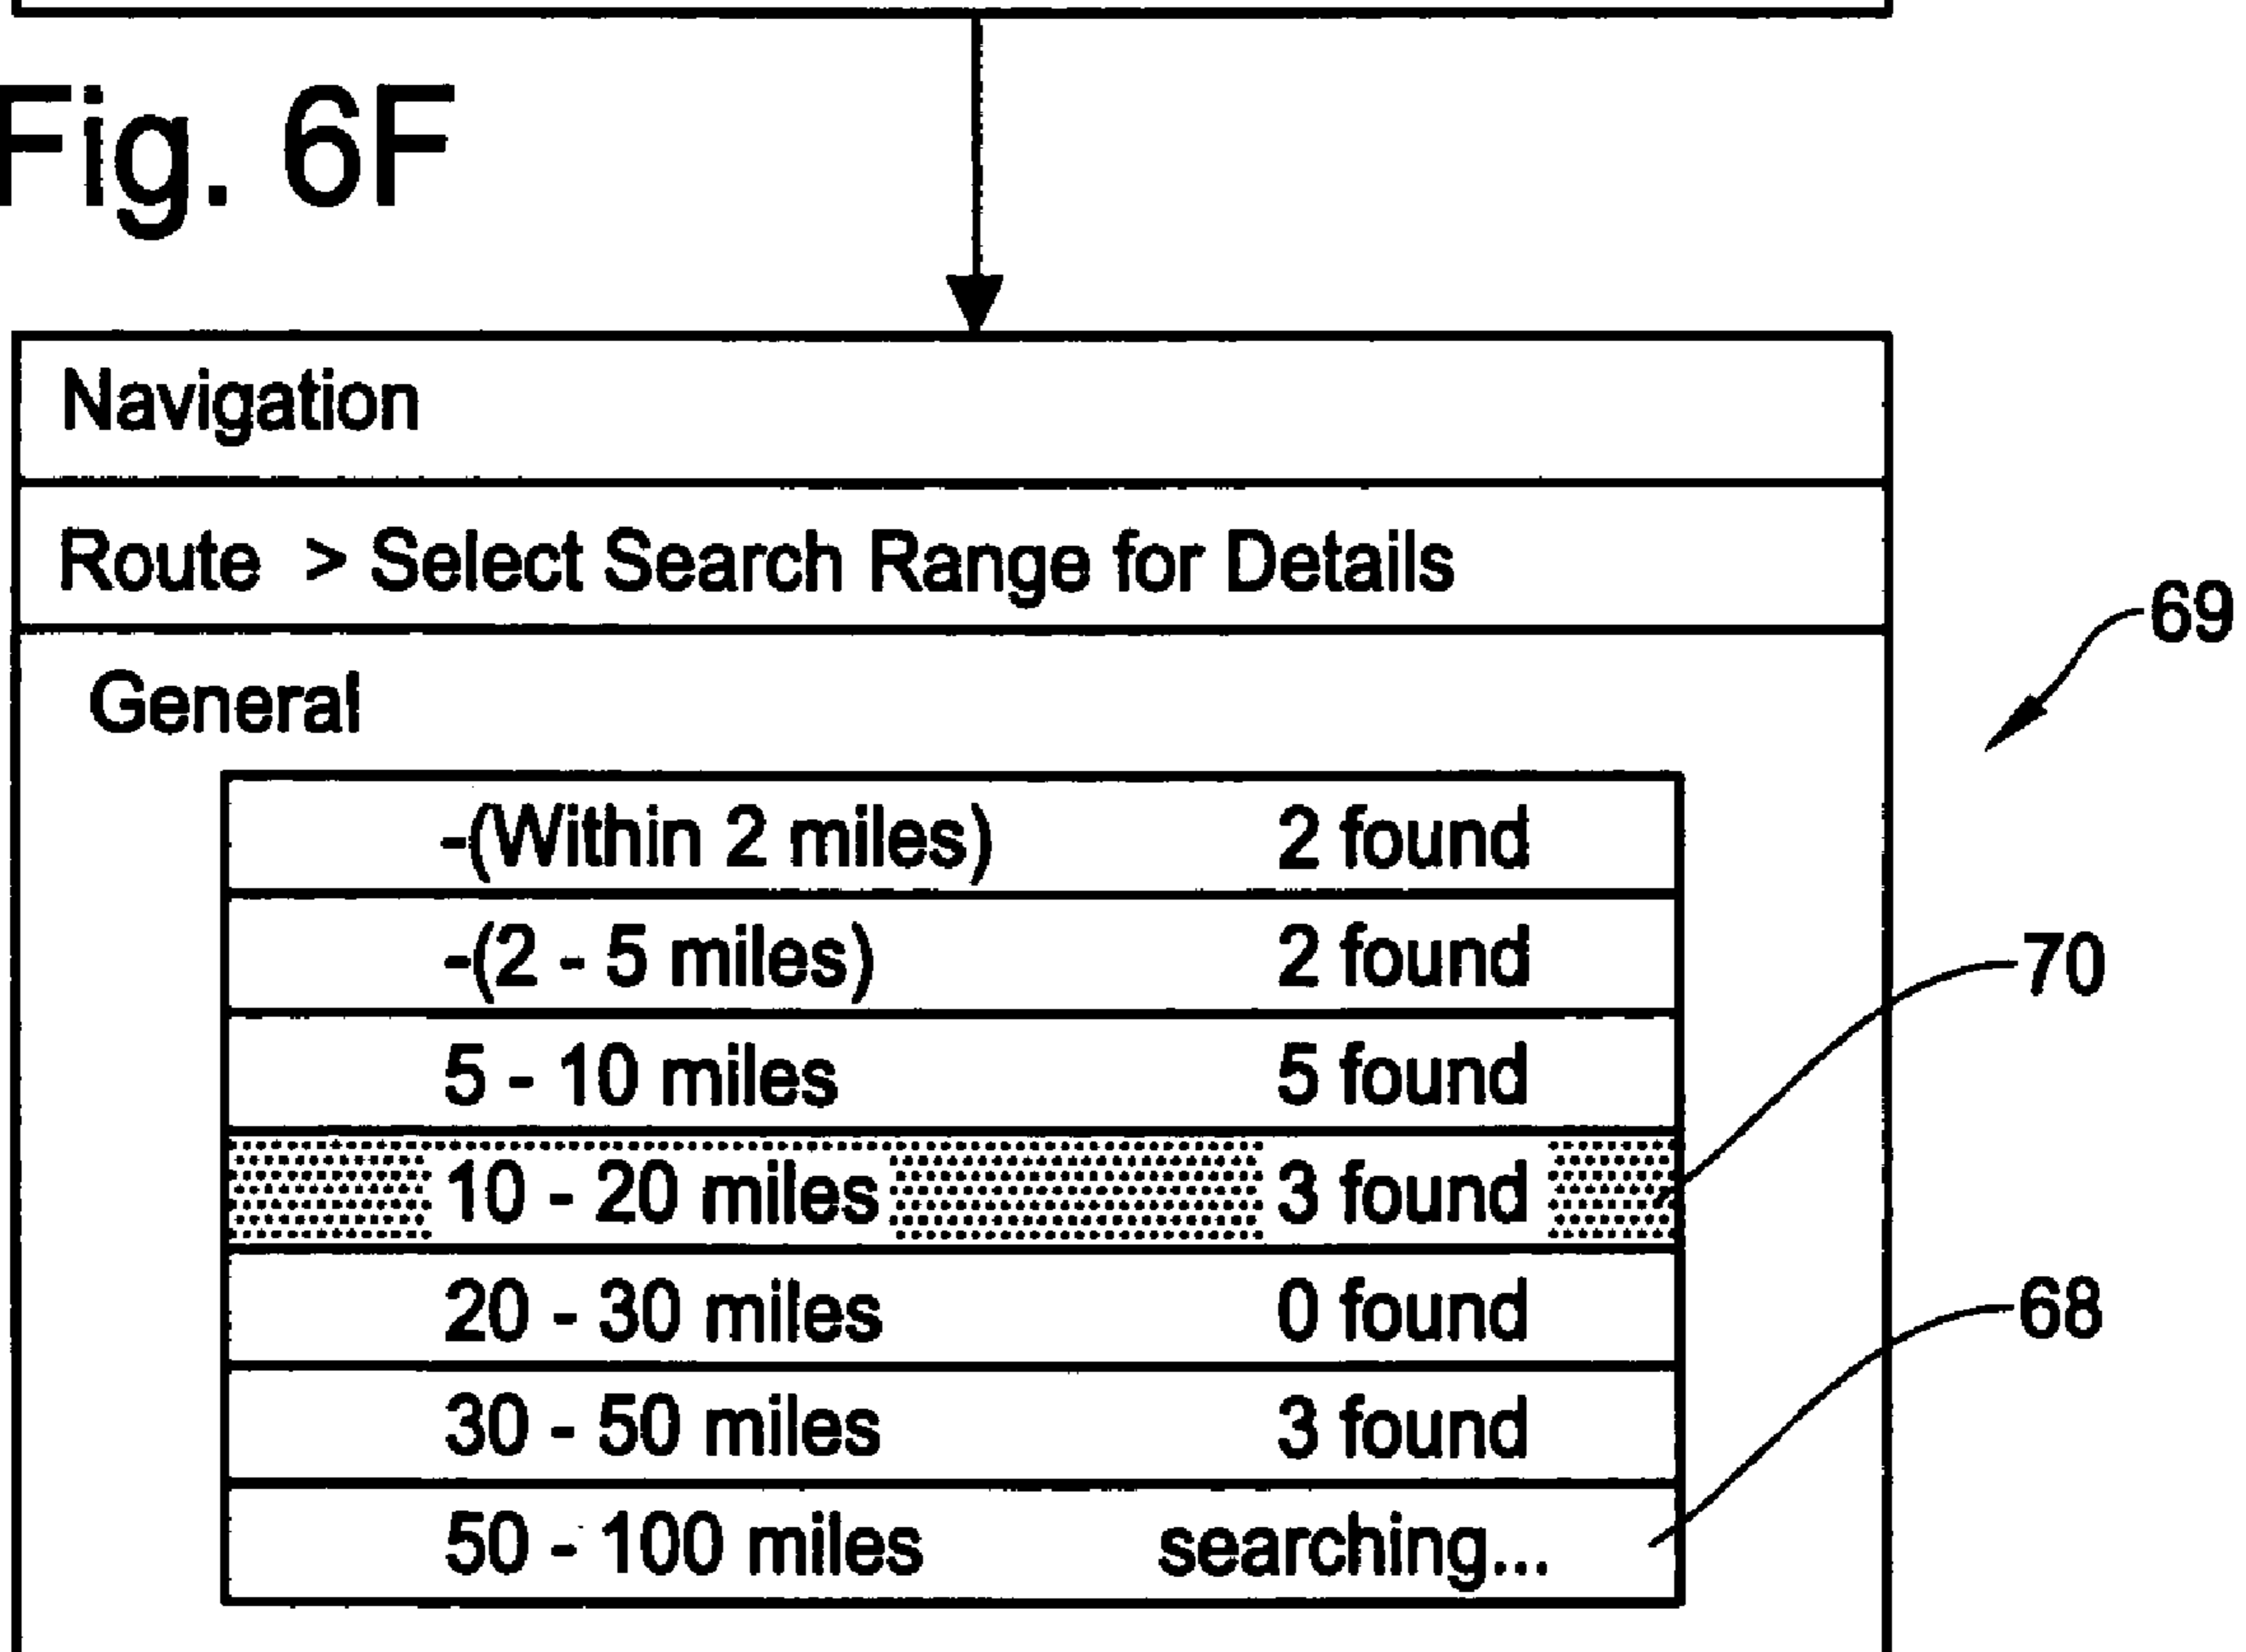 Fig. 6F
Navigation
Route > Select Search Range for Details
69
General
-(Within 2 miles) 2 found
-(2 - 5 miles) 2 found
70
5 - 10 miles 5 found
10 - 20 miles 3 found
20 - 30 miles 0 found
68
30 - 50 miles 3 found
50 - 100 miles searching...